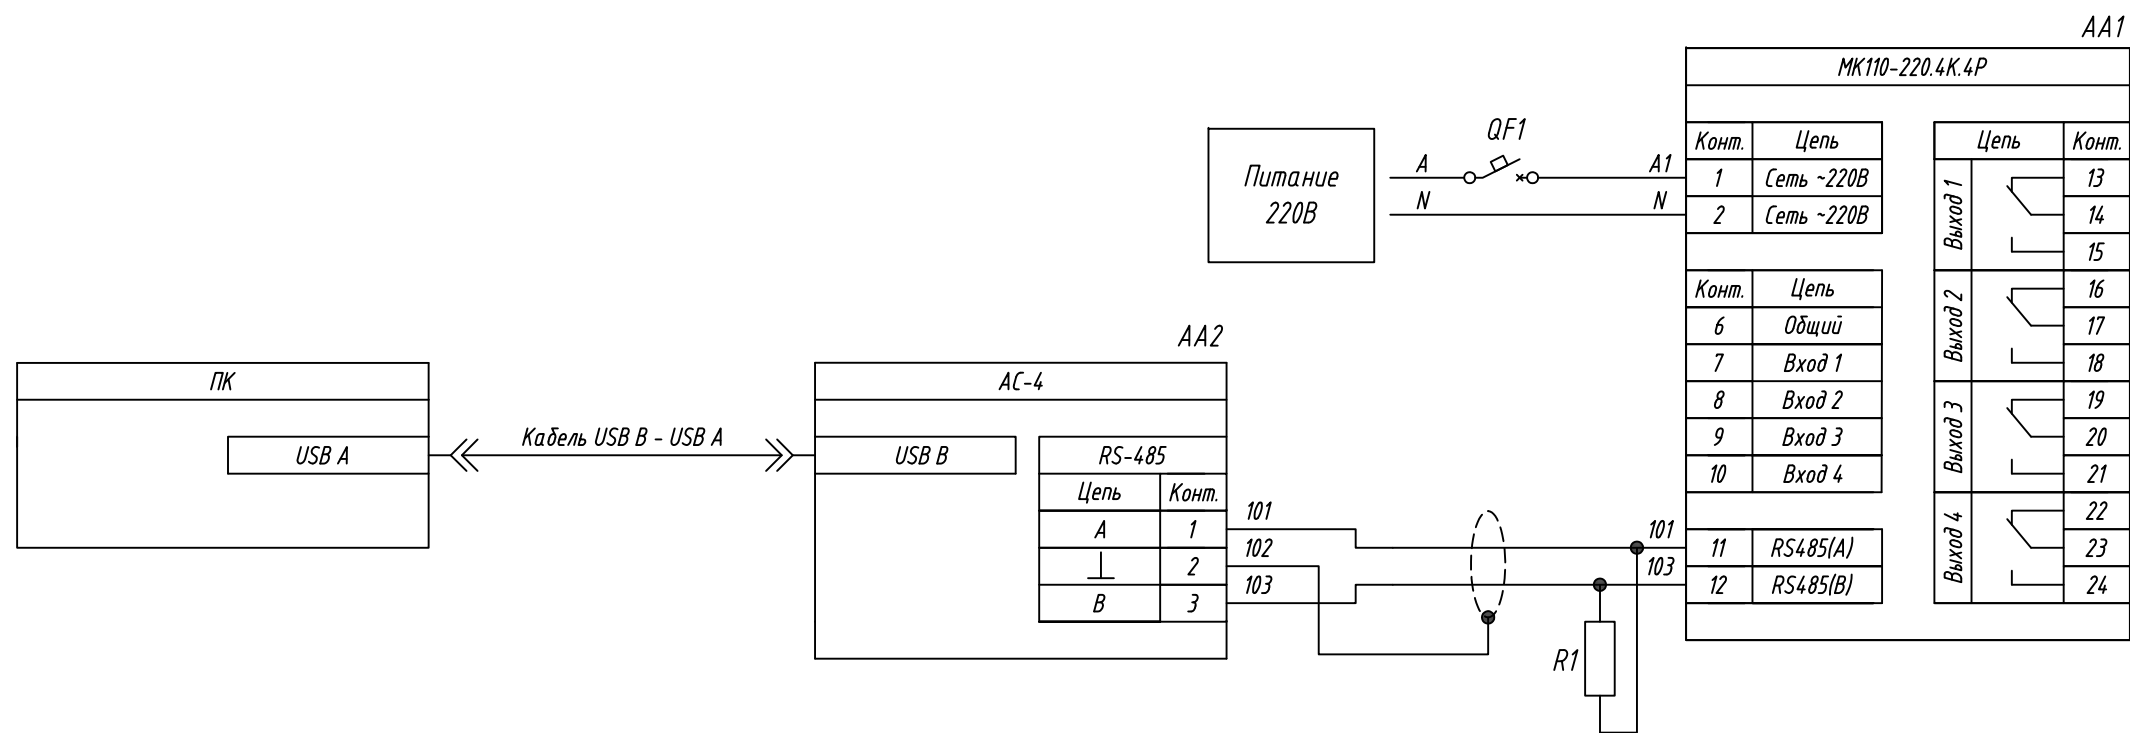 AA1
МК110-220.4К.4Р
QF1
Питание
220В
A
A1
N
N
Конт. Цепь
1 Сеть ~220В
2 Сеть ~220В
Конт. Цепь
6 Общий
7 Вход 1
8 Вход 2
9 Вход 3
10 Вход 4
11 RS485(A)
12 RS485(B)
Цепь Конт.
Выход 1
13
14
15
Выход 2
16
17
18
Выход 3
19
20
21
Выход 4
22
23
24
AA2
ПК
USB A
Кабель USB B - USB A
АС-4
USB B
RS-485
Цепь Конт.
A 1
2
B 3
101
102
103
101
103
R1